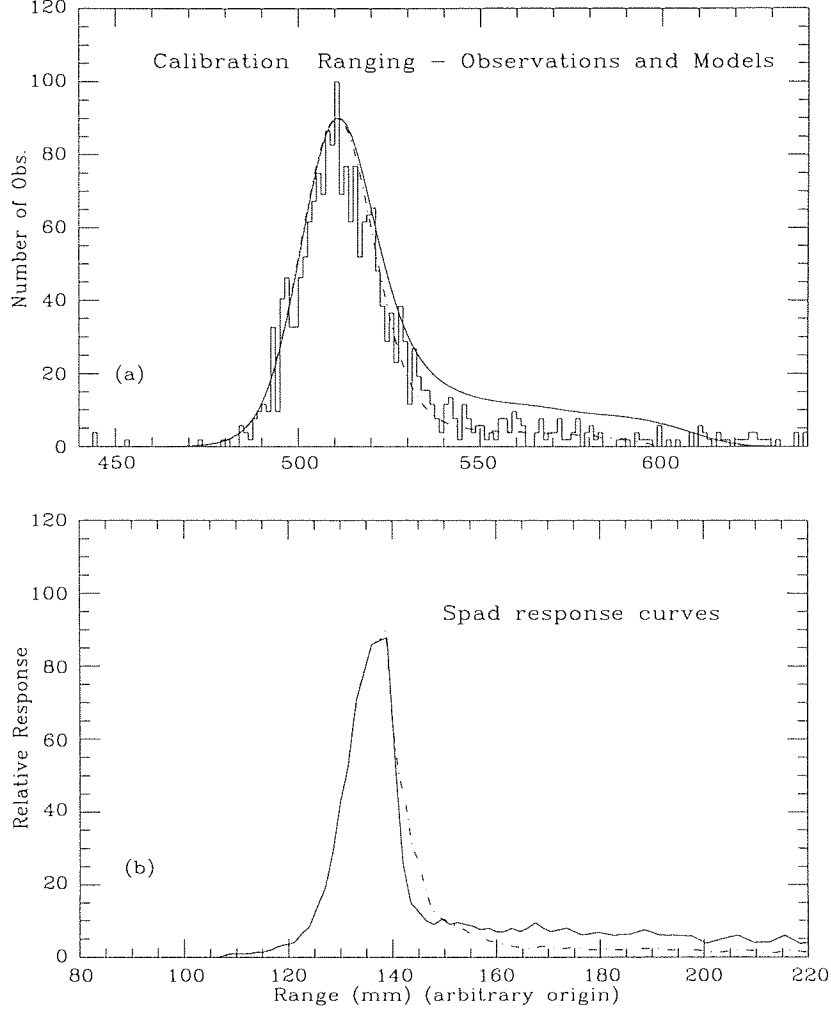 120
Calibration Ranging – Observations and Models
100
80
60
40
20
0
Number of Obs.
(a)
450 500 550 600
120
100
80
60
40
20
0
Spad response curves
Relative Response
(b)
80 100 120 140 160 180 200 220
Range (mm) (arbitrary origin)